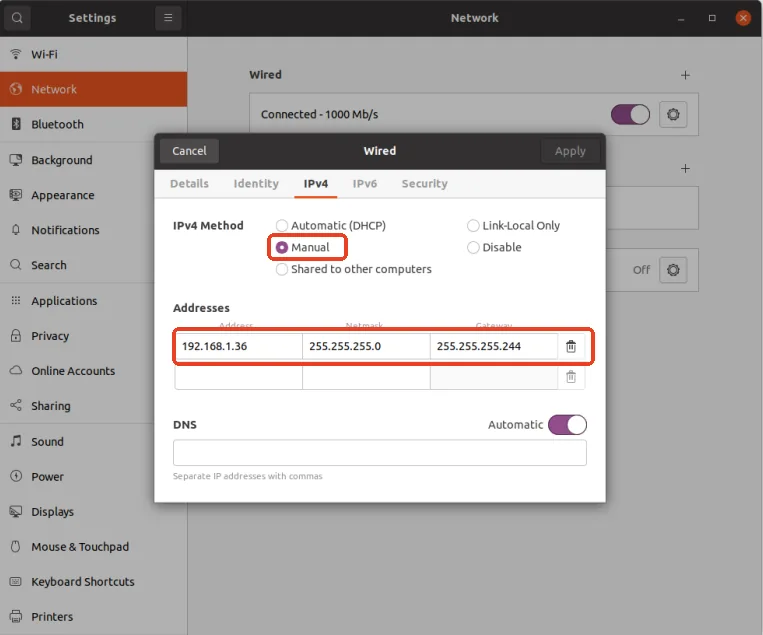 Settings
Network
Wi-Fi
Network
Bluetooth
Background
Appearance
Notifications
Search
Applications
Privacy
Online Accounts
Sharing
Sound
Power
Displays
Mouse & Touchpad
Keyboard Shortcuts
Printers
Wired
Connected - 1000 Mb/s
Off
Cancel
Wired
Apply
Details Identity IPv4 IPv6 Security
IPv4 Method
Automatic (DHCP)
Link-Local Only
Manual
Disable
Shared to other computers
Addresses
Address Netmask Gateway
192.168.1.36 255.255.255.0 255.255.255.244
DNS
Automatic
Separate IP addresses with commas